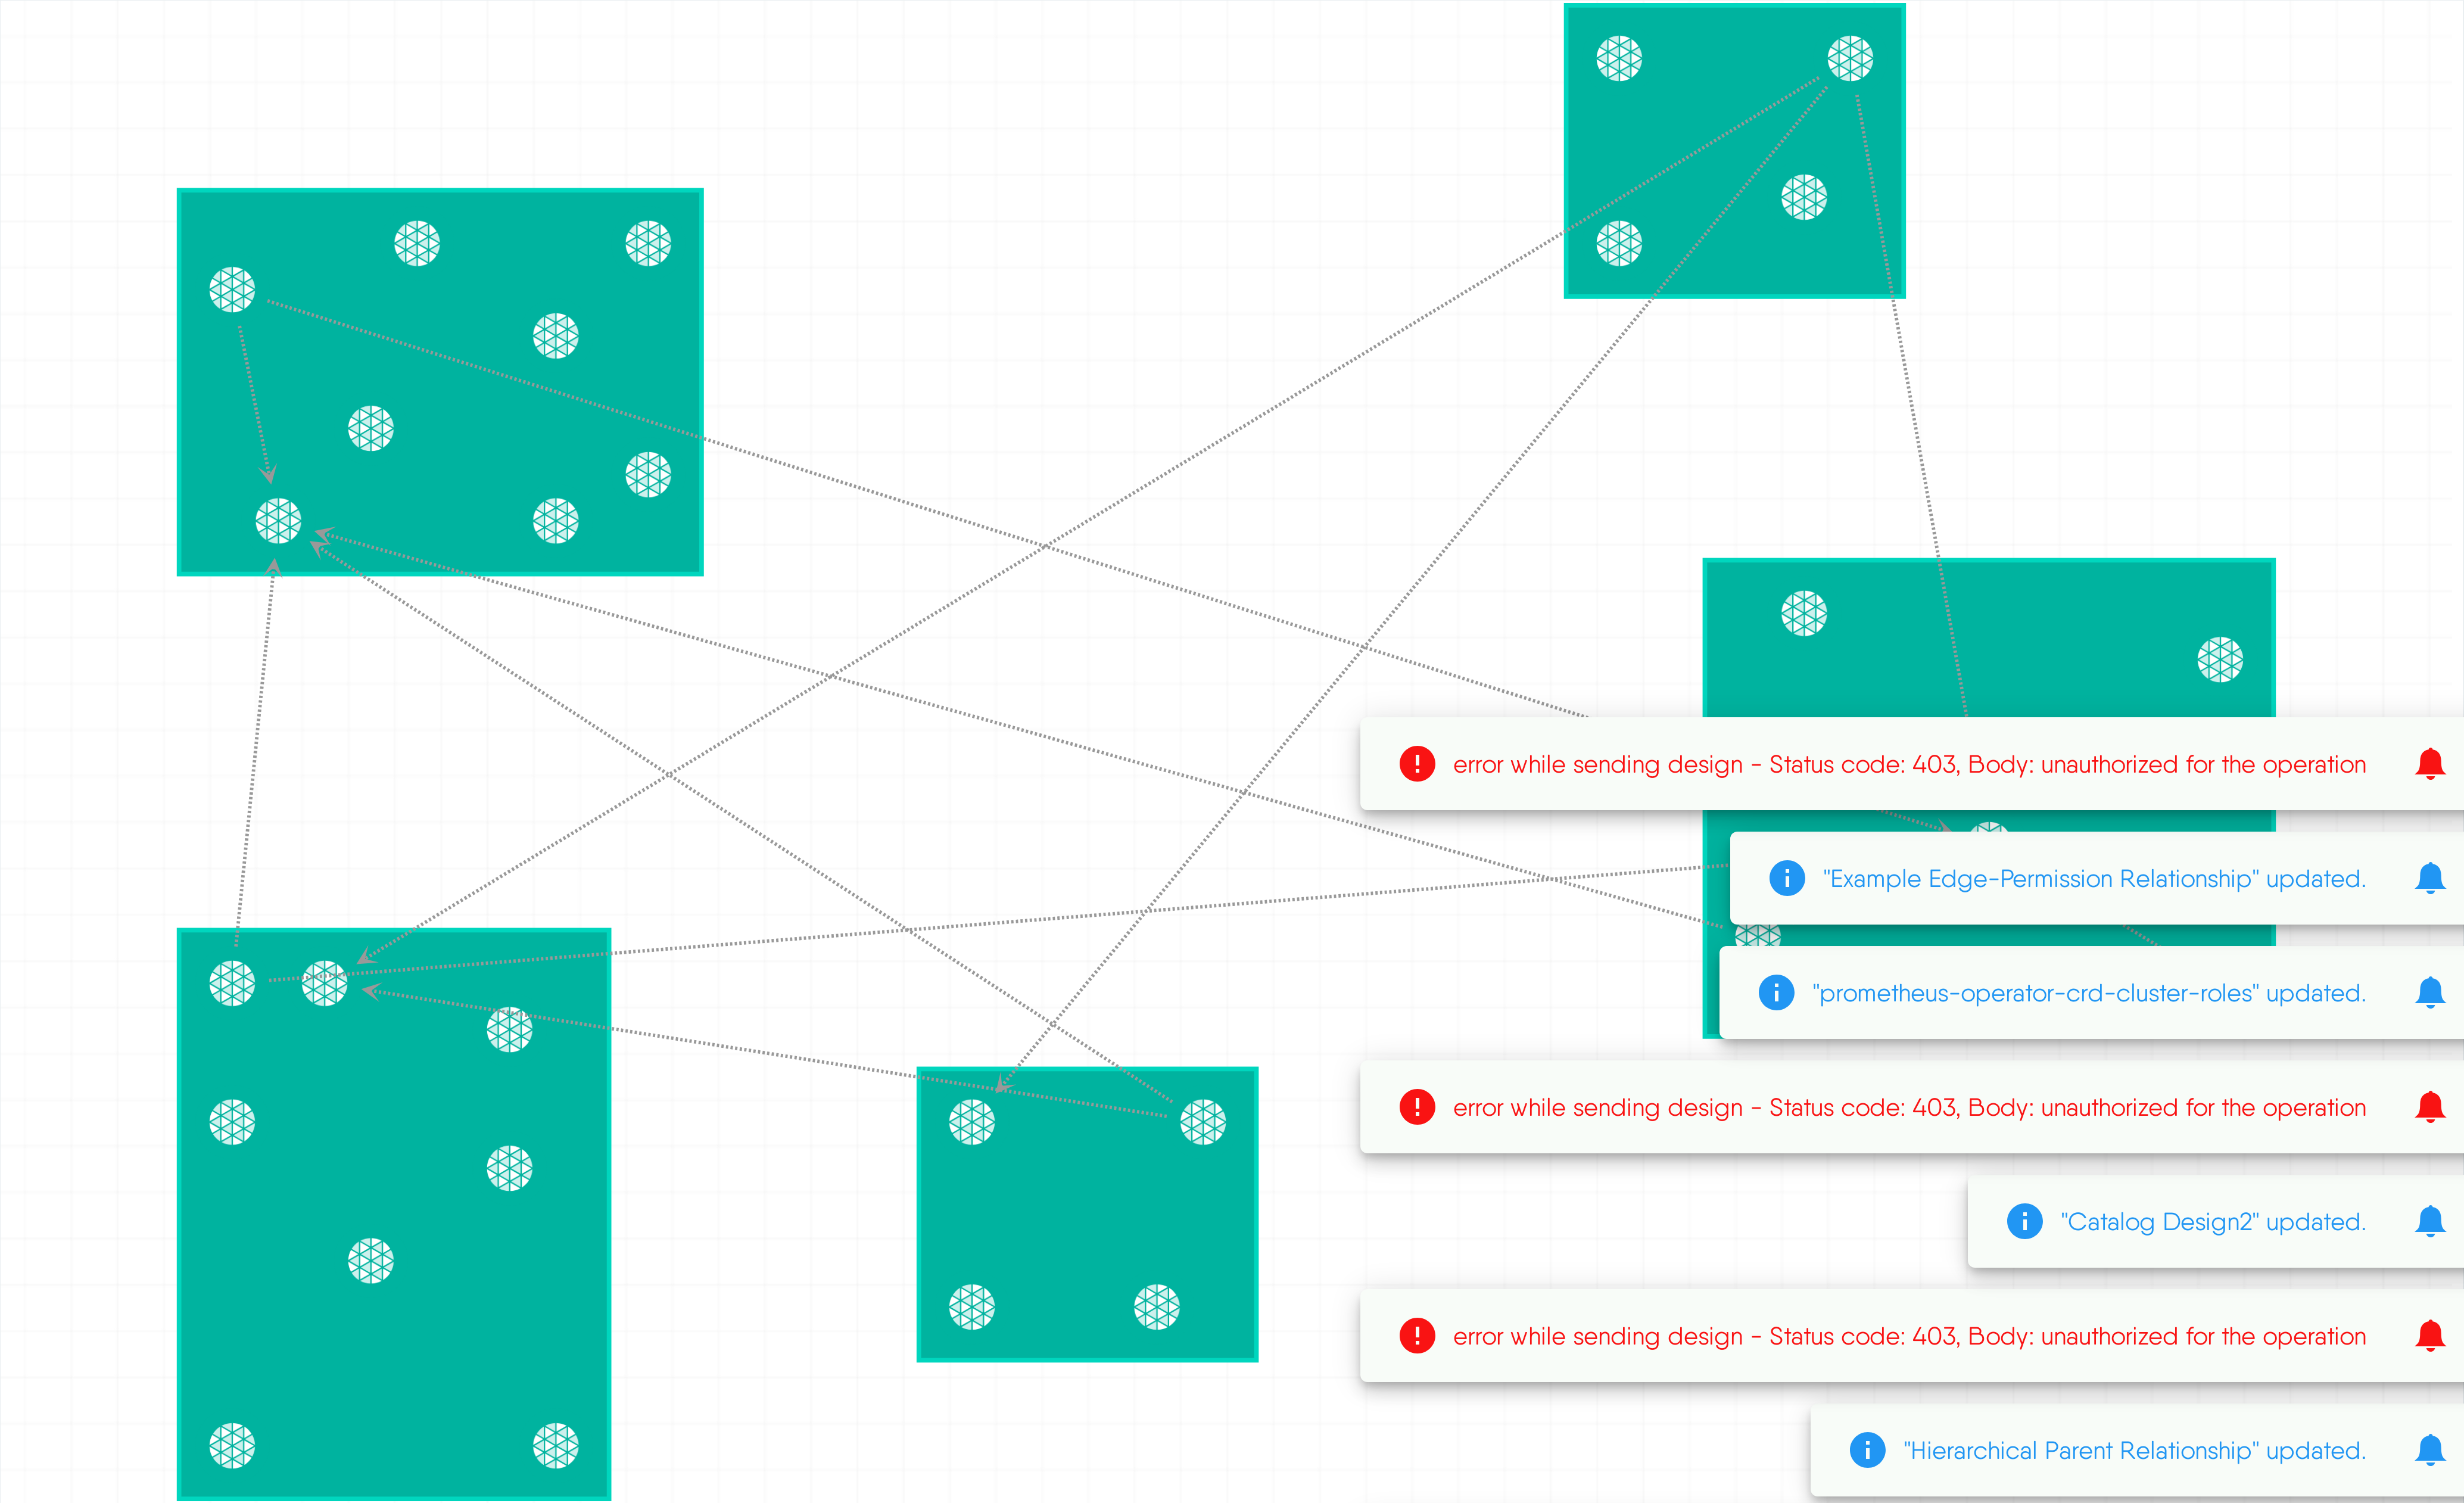 error while sending design - Status code: 403, Body: unauthorized for the operation
"Example Edge-Permission Relationship" updated.
"prometheus-operator-crd-cluster-roles" updated.
error while sending design - Status code: 403, Body: unauthorized for the operation
"Catalog Design2" updated.
error while sending design - Status code: 403, Body: unauthorized for the operation
"Hierarchical Parent Relationship" updated.